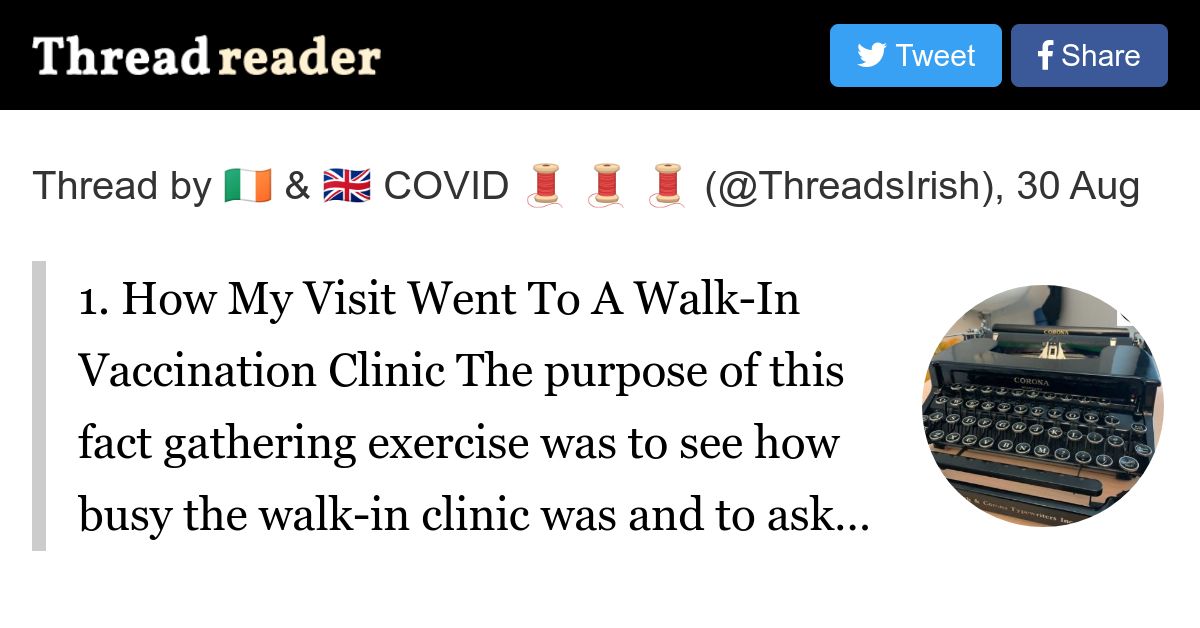 Thread reader
Tweet
Share
Thread by 🇮🇪 & 🇬🇧 COVID 🧵 🧵 🧵 (@ThreadsIrish), 30 Aug
1. How My Visit Went To A Walk-In
Vaccination Clinic The purpose of this
fact gathering exercise was to see how
busy the walk-in clinic was and to ask...
CORONA
CORONA